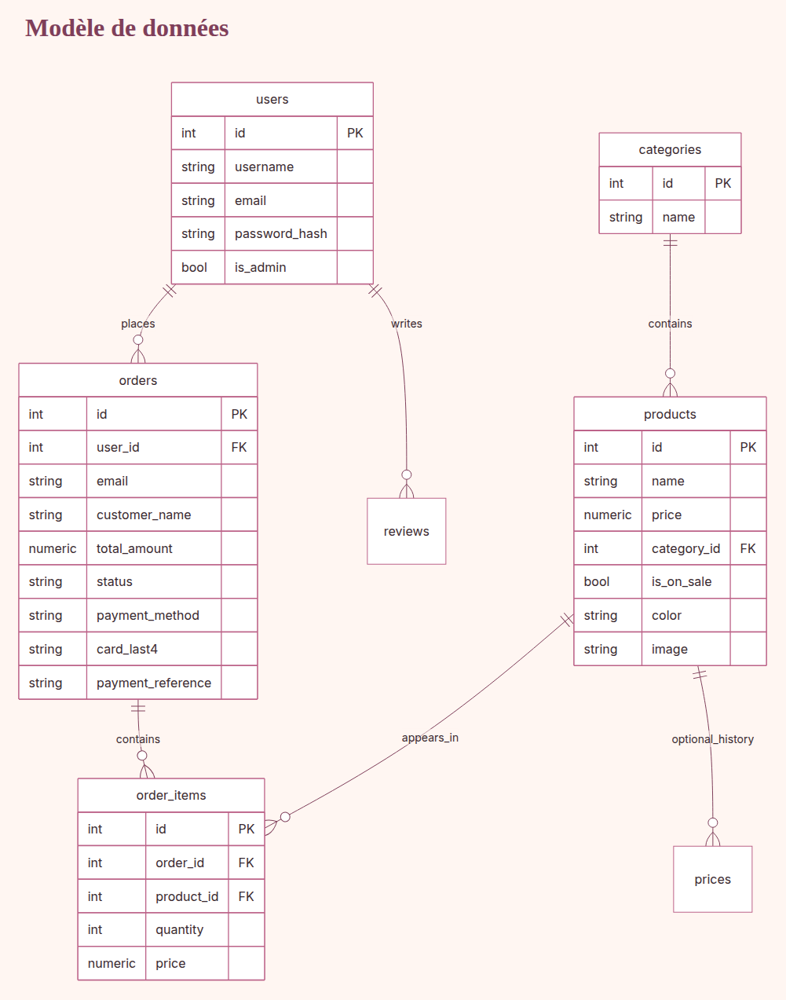 Modèle de données
users
int id PK
string username
string email
string password_hash
bool is_admin
categories
int id PK
string name
places
writes
contains
orders
int id PK
int user_id FK
string email
string customer_name
numeric total_amount
string status
string payment_method
string card_last4
string payment_reference
reviews
products
int id PK
string name
numeric price
int category_id FK
bool is_on_sale
string color
string image
contains
appears_in
optional_history
order_items
int id PK
int order_id FK
int product_id FK
int quantity
numeric price
prices